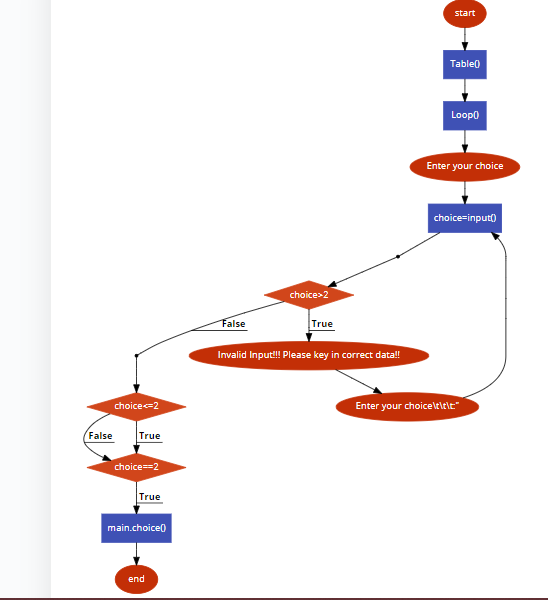 start
Table()
Loop()
Enter your choice
choice=input()
choice>2
False
True
Invalid Input!!! Please key in correct data!!
Enter your choice\t\t\t:"
choice<=2
False
True
choice==2
True
main.choice()
end